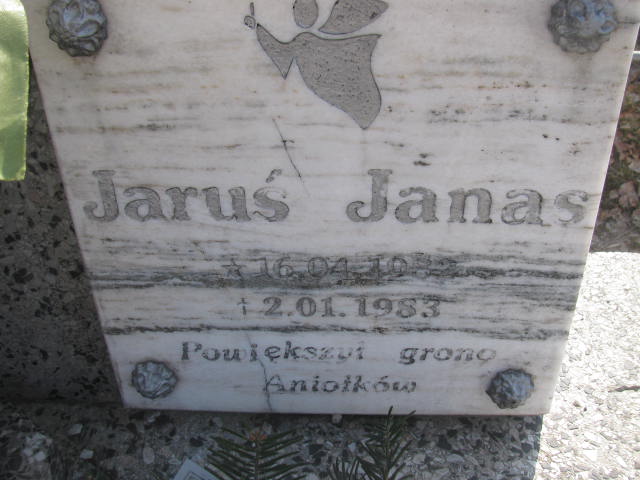 Jaruś Janas
* 16.04.1982
† 2.01.1983
Powiększył grono
Aniołków